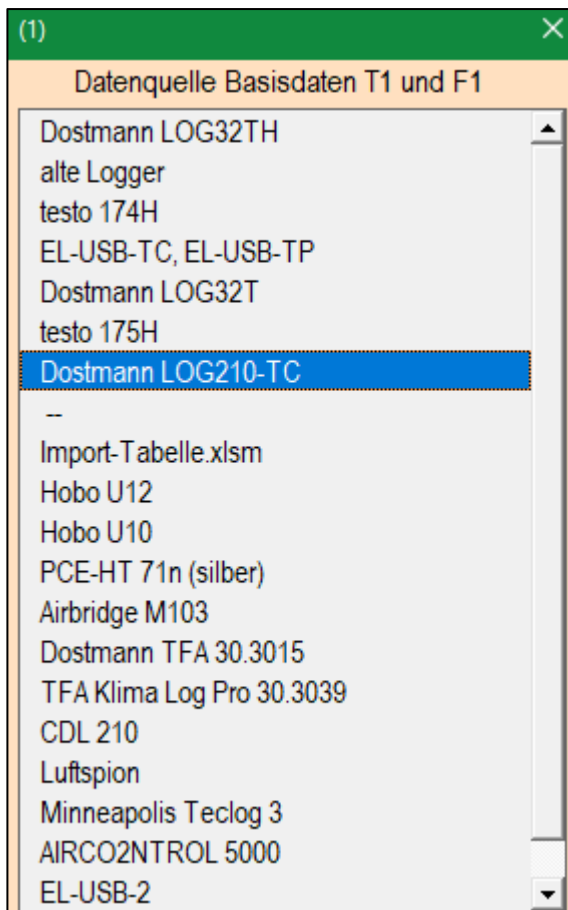 (1)
Datenquelle Basisdaten T1 und F1
Dostmann LOG32TH
alte Logger
testo 174H
EL-USB-TC, EL-USB-TP
Dostmann LOG32T
testo 175H
Dostmann LOG210-TC
--
Import-Tabelle.xlsm
Hobo U12
Hobo U10
PCE-HT 71n (silber)
Airbridge M103
Dostmann TFA 30.3015
TFA Klima Log Pro 30.3039
CDL 210
Luftspion
Minneapolis Teclog 3
AIRCO2NTROL 5000
EL-USB-2